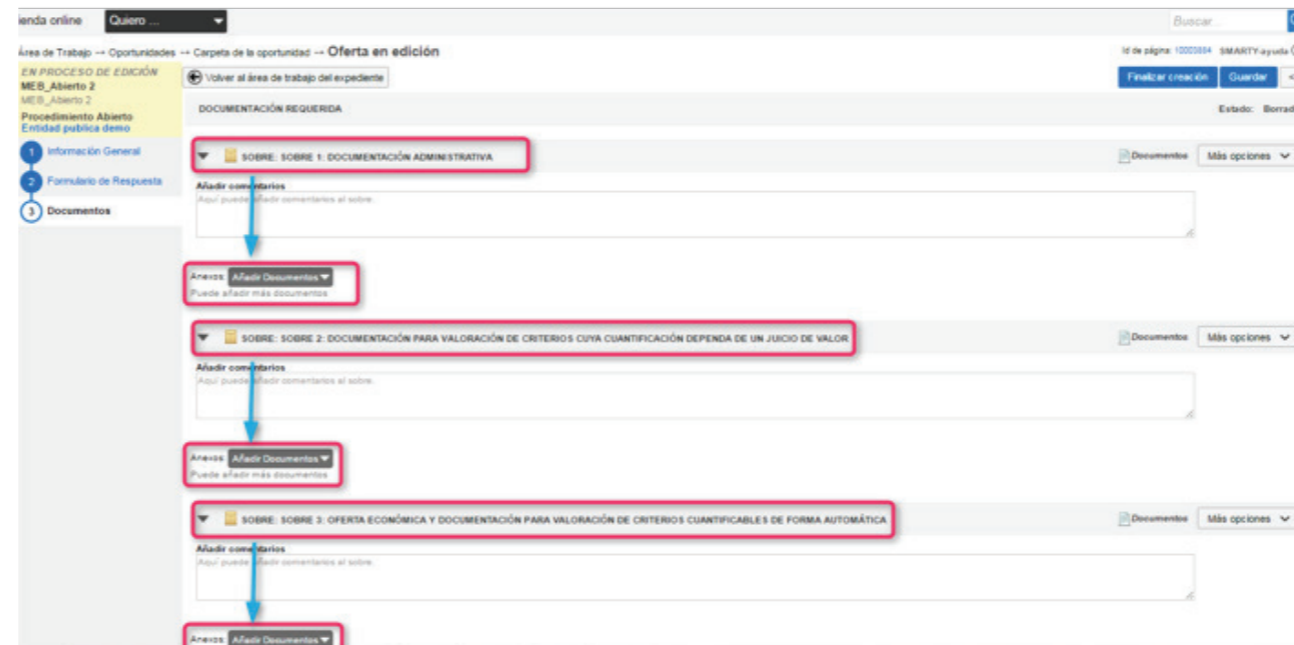 ienda online Quiero ... Buscar...
Área de Trabajo → Oportunidades → Carpeta de la oportunidad → Oferta en edición Id de página: 10003884 SMARTY-ayuda
EN PROCESO DE EDICIÓN
MEB_Abierto 2
MEB_Abierto 2
Procedimiento Abierto
Entidad publica demo
Volver al área de trabajo del expediente Finalizar creación Guardar <
DOCUMENTACIÓN REQUERIDA Estado: Borrad
1 Información General
2 Formulario de Respuesta
3 Documentos
SOBRE: SOBRE 1: DOCUMENTACIÓN ADMINISTRATIVA Documentos Más opciones
Añadir comentarios
Aquí puede añadir comentarios al sobre.
Anexos: Añadir Documentos
Puede añadir más documentos
SOBRE: SOBRE 2: DOCUMENTACIÓN PARA VALORACIÓN DE CRITERIOS CUYA CUANTIFICACIÓN DEPENDA DE UN JUICIO DE VALOR Documentos Más opciones
Añadir comentarios
Aquí puede añadir comentarios al sobre.
Anexos: Añadir Documentos
Puede añadir más documentos
SOBRE: SOBRE 3: OFERTA ECONÓMICA Y DOCUMENTACIÓN PARA VALORACIÓN DE CRITERIOS CUANTIFICABLES DE FORMA AUTOMÁTICA Documentos Más opciones
Añadir comentarios
Aquí puede añadir comentarios al sobre.
Anexos: Añadir Documentos